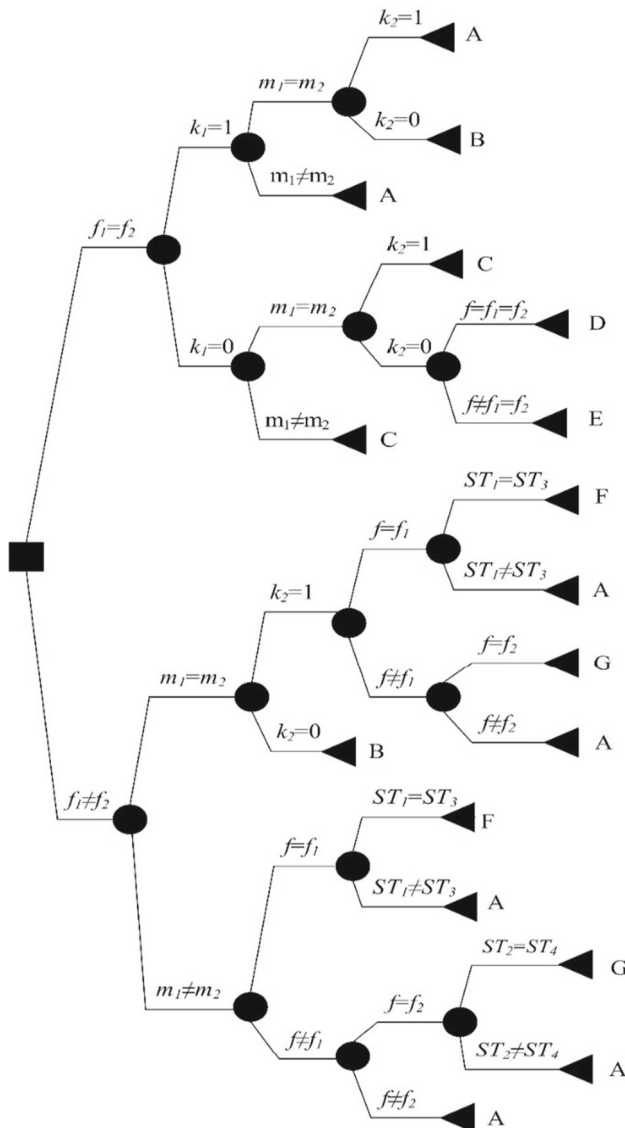 k₂=1
A
m₁=m₂
k₂=0
B
k₁=1
m₁≠m₂
A
f₁=f₂
k₂=1
C
m₁=m₂
f=f₁=f₂
D
k₁=0
k₂=0
f≠f₁=f₂
E
m₁≠m₂
C
ST₁=ST₃
F
f=f₁
ST₁≠ST₃
A
k₂=1
f=f₂
G
m₁=m₂
f≠f₁
f≠f₂
A
k₂=0
B
f₁≠f₂
ST₁=ST₃
F
f=f₁
ST₁≠ST₃
A
ST₂=ST₄
G
m₁≠m₂
f=f₂
f≠f₁
ST₂≠ST₄
A
f≠f₂
A